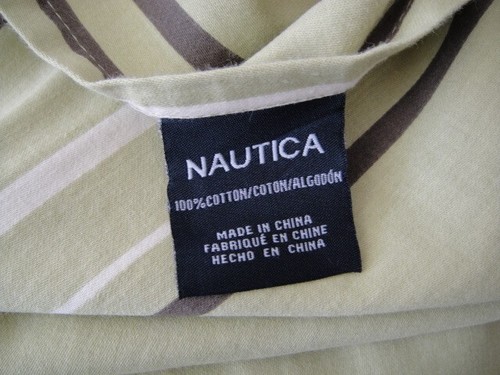 NAUTICA
100%COTTON/COTON/ALGODÓN
MADE IN CHINA
FABRIQUÉ EN CHINE
HECHO EN CHINA